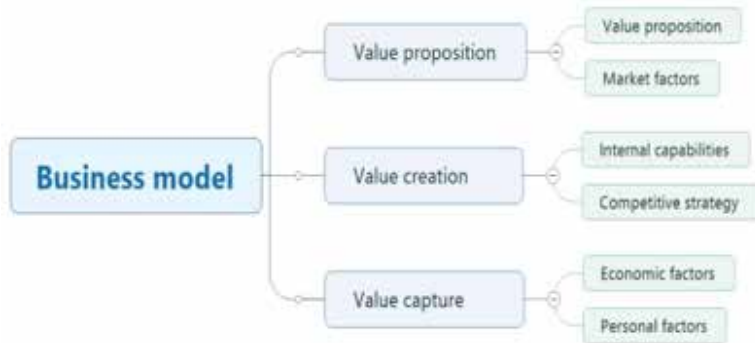 Business model
Value proposition
Value proposition
Market factors
Value creation
Internal capabilities
Competitive strategy
Value capture
Economic factors
Personal factors